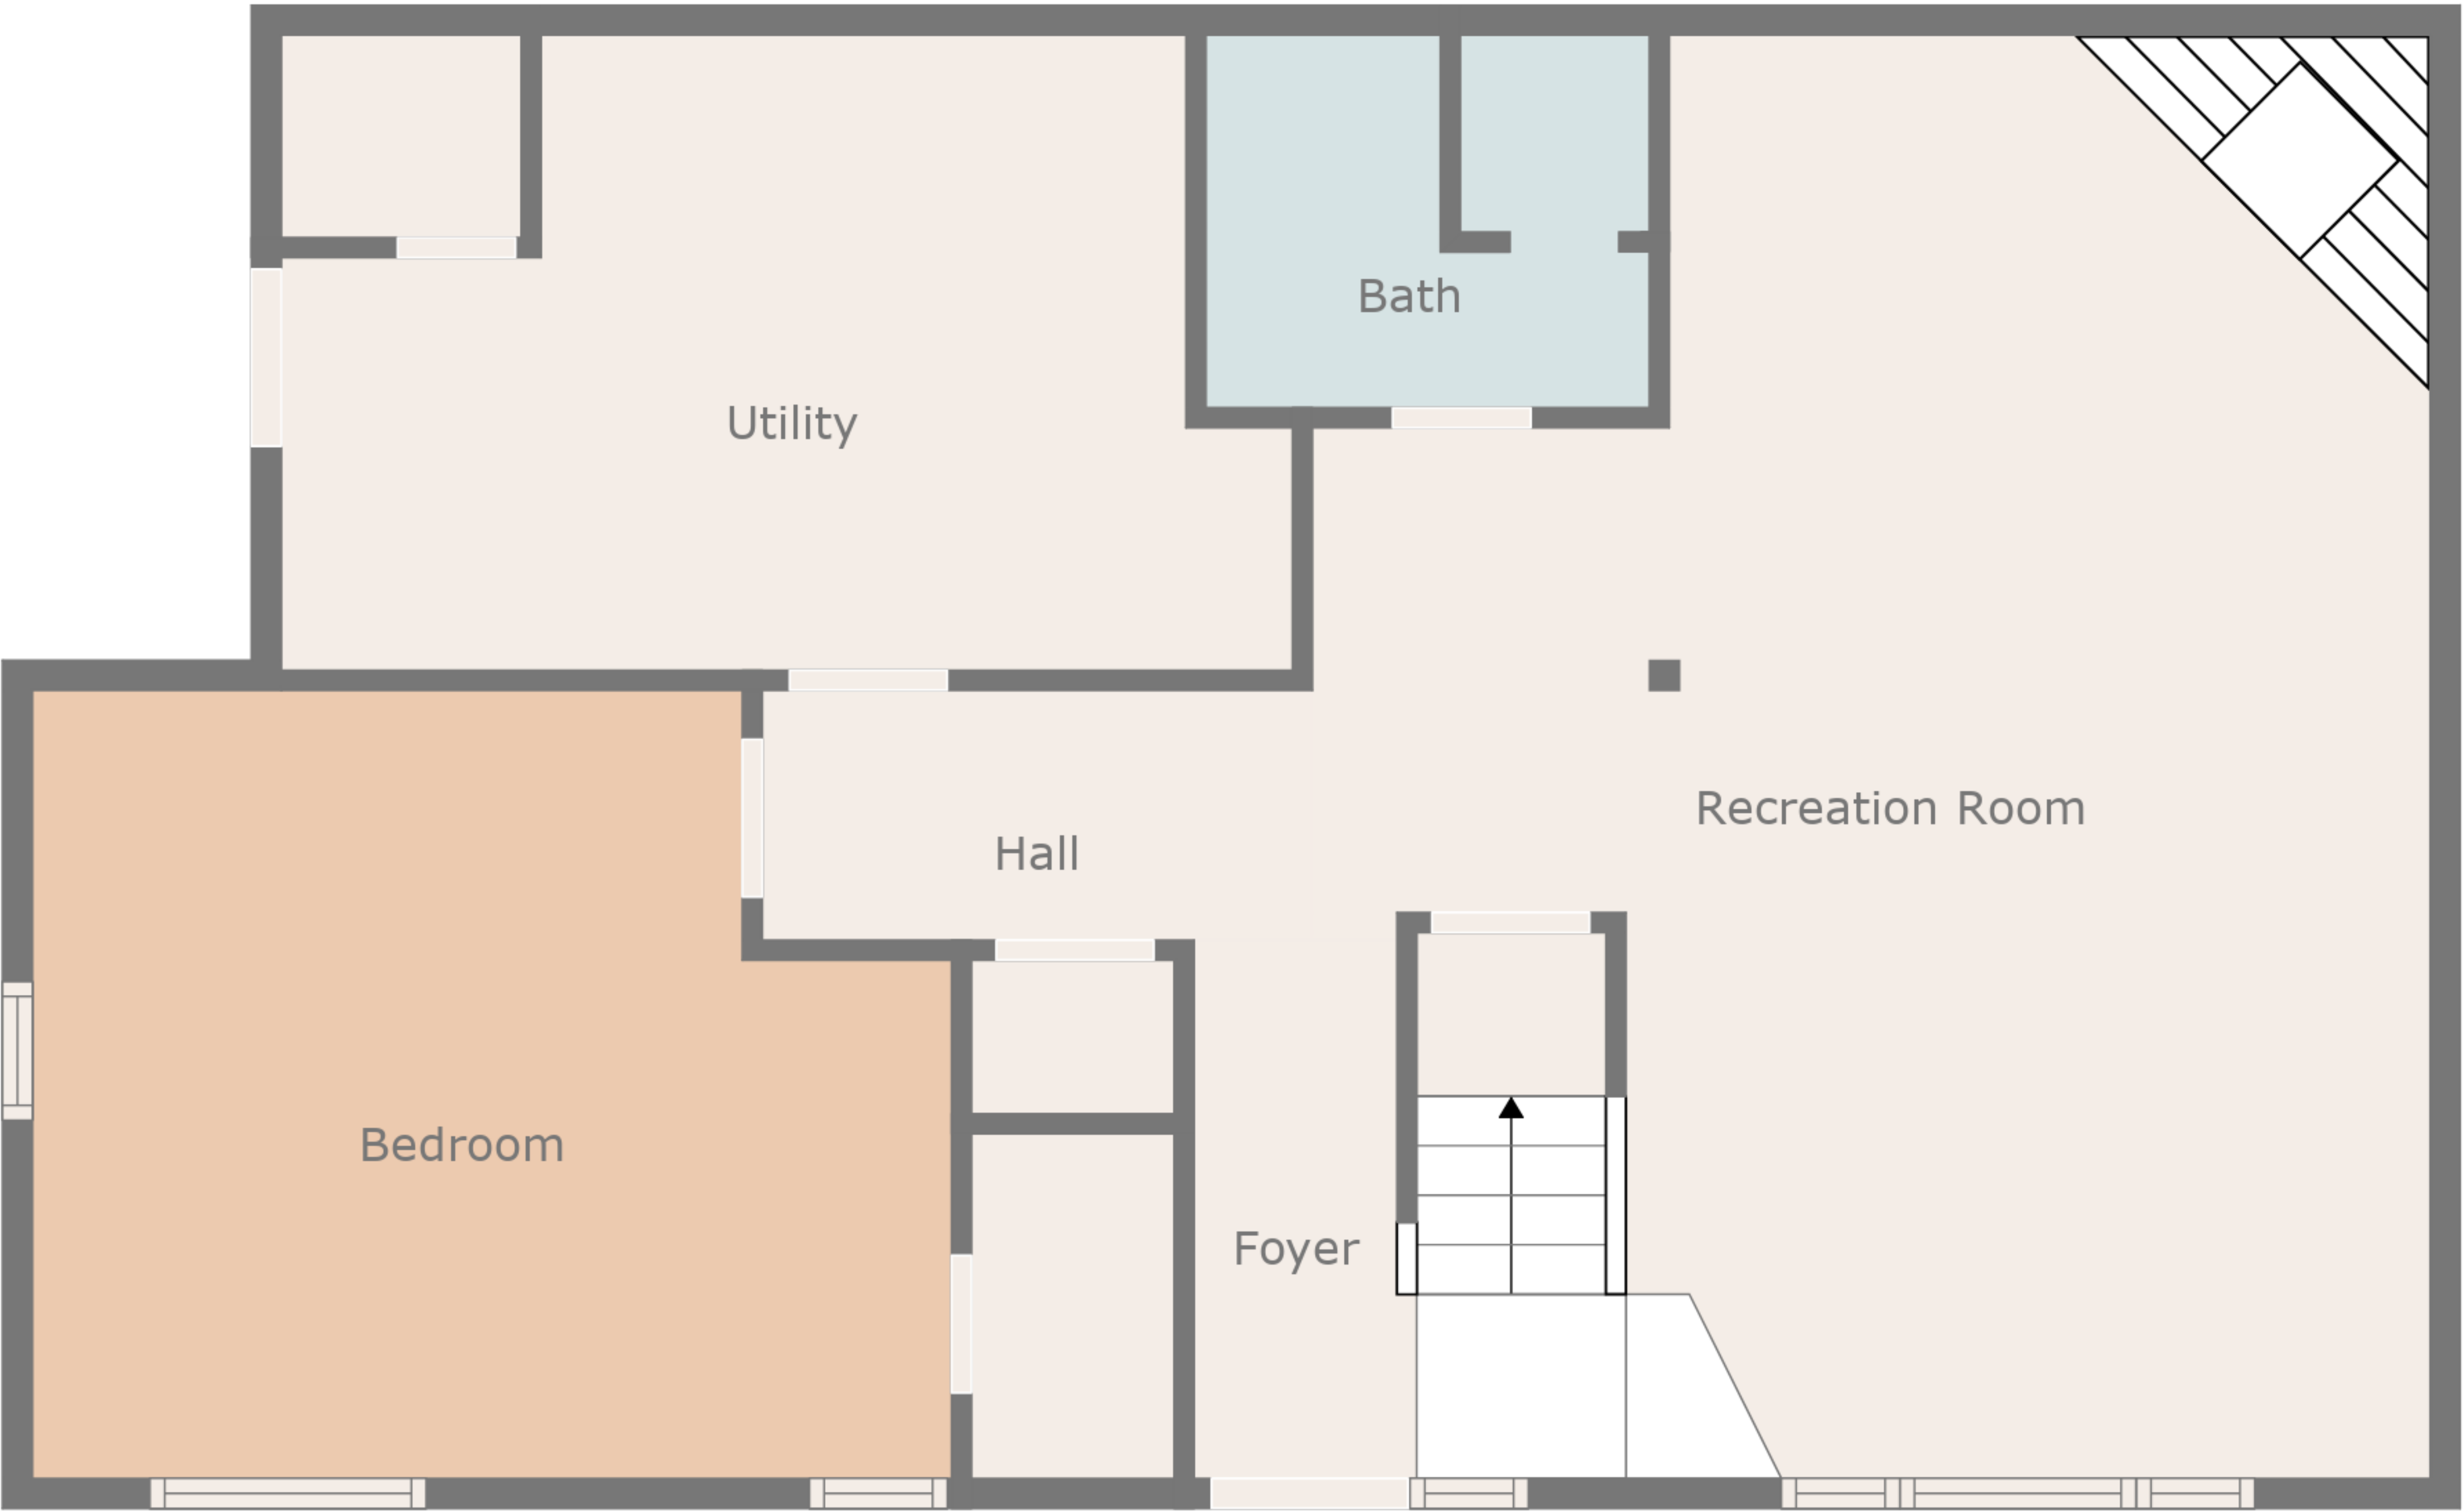 Bath
Utility
Recreation Room
Hall
Bedroom
Foyer